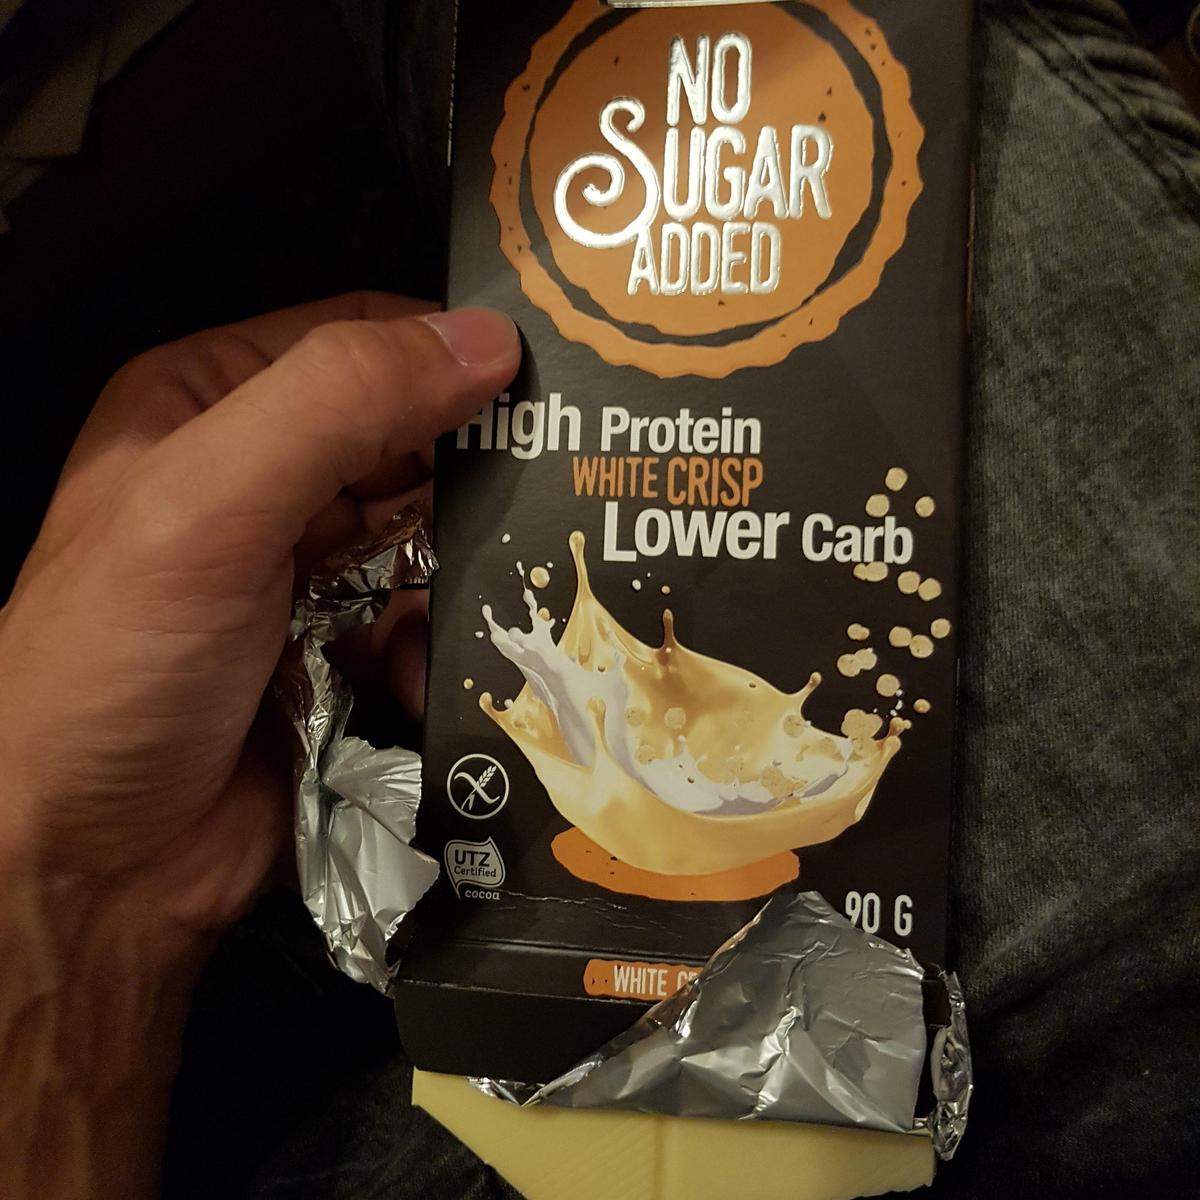 NO
SUGAR
ADDED
High Protein
WHITE CRISP
Lower Carb
UTZ
Certified
cocoa
90 G
WHITE